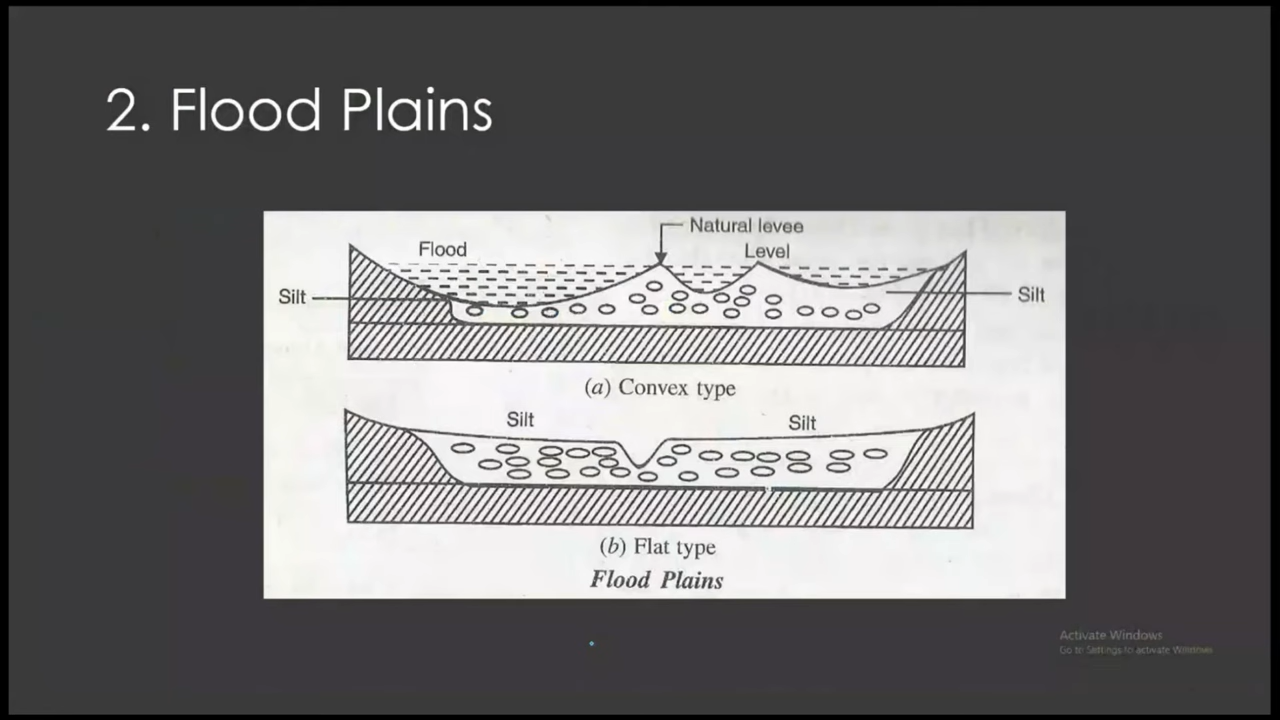 2. Flood Plains
Natural levee
Flood
Level
Silt
Silt
(a) Convex type
Silt
Silt
(b) Flat type
Flood Plains
Activate Windows
Go to Settings to activate Windows.